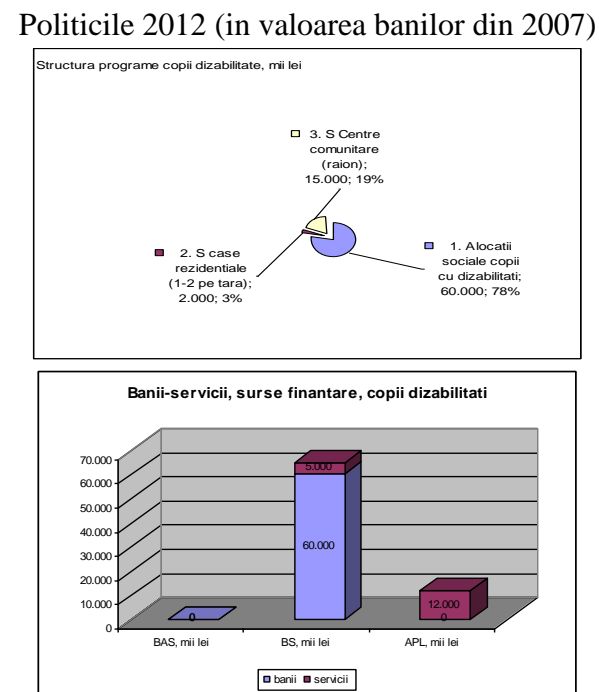 Politicile 2012 (in valoarea banilor din 2007)
Structura programe copii dizabilitate, mii lei
3. S Centre
comunitare
(raion);
15.000; 19%
2. S case
rezidentiale
(1-2 pe tara);
2.000; 3%
1. Alocatii
sociale copii
cu dizabilitati;
60.000; 78%
Banii-servicii, surse finantare, copii dizabilitati
70.000
60.000
50.000
40.000
30.000
20.000
10.000
0
0
60.000
5.000
12.000
0
BAS, mii lei
BS, mii lei
APL, mii lei
banii
servicii